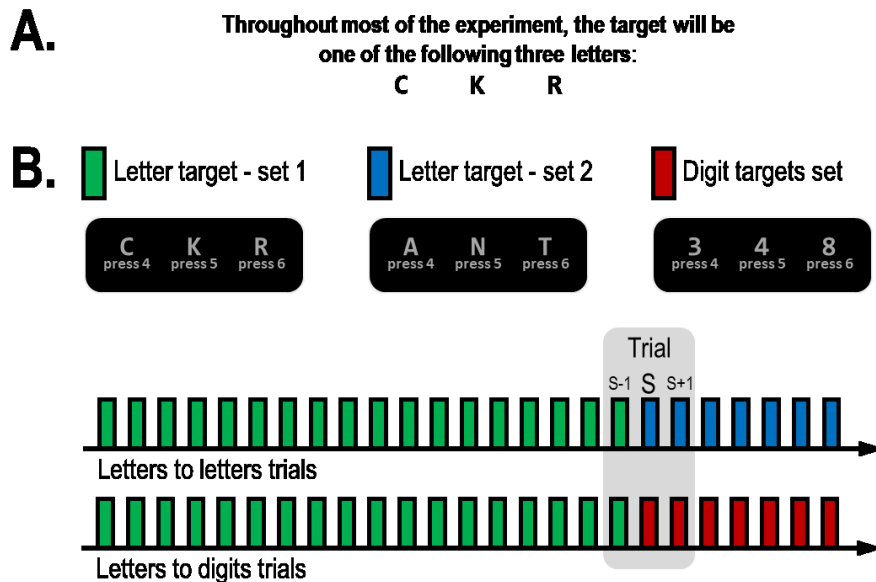 A.
Throughout most of the experiment, the target will be
one of the following three letters:
C K R
B.
Letter target - set 1
Letter target - set 2
Digit targets set
C K R
press 4 press 5 press 6
A N T
press 4 press 5 press 6
3 4 8
press 4 press 5 press 6
Trial
S-1 S S+1
Letters to letters trials
Letters to digits trials